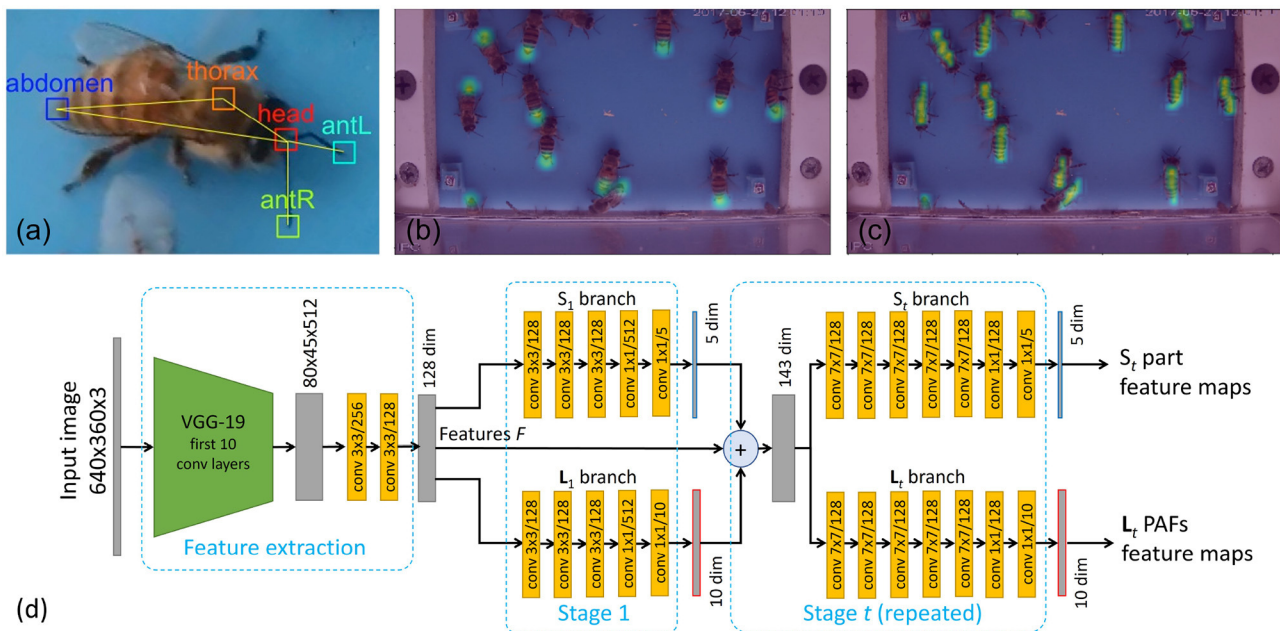 abdomen
thorax
head
antL
antR
(a)
(b)
(c)
Input image
640x360x3
VGG-19
first 10
conv layers
80x45x512
conv 3x3/256
conv 3x3/128
128 dim
Feature extraction
Features F
S1 branch
conv 3x3/128
conv 3x3/128
conv 3x3/128
conv 1x1/512
conv 1x1/5
5 dim
L1 branch
conv 3x3/128
conv 3x3/128
conv 3x3/128
conv 1x1/512
conv 1x1/10
10 dim
Stage 1
+
143 dim
St branch
conv 7x7/128
conv 7x7/128
conv 7x7/128
conv 7x7/128
conv 7x7/128
conv 1x1/128
conv 1x1/5
5 dim
St part
feature maps
Lt branch
conv 7x7/128
conv 7x7/128
conv 7x7/128
conv 7x7/128
conv 7x7/128
conv 1x1/128
conv 1x1/10
10 dim
Lt PAFs
feature maps
Stage t (repeated)
(d)